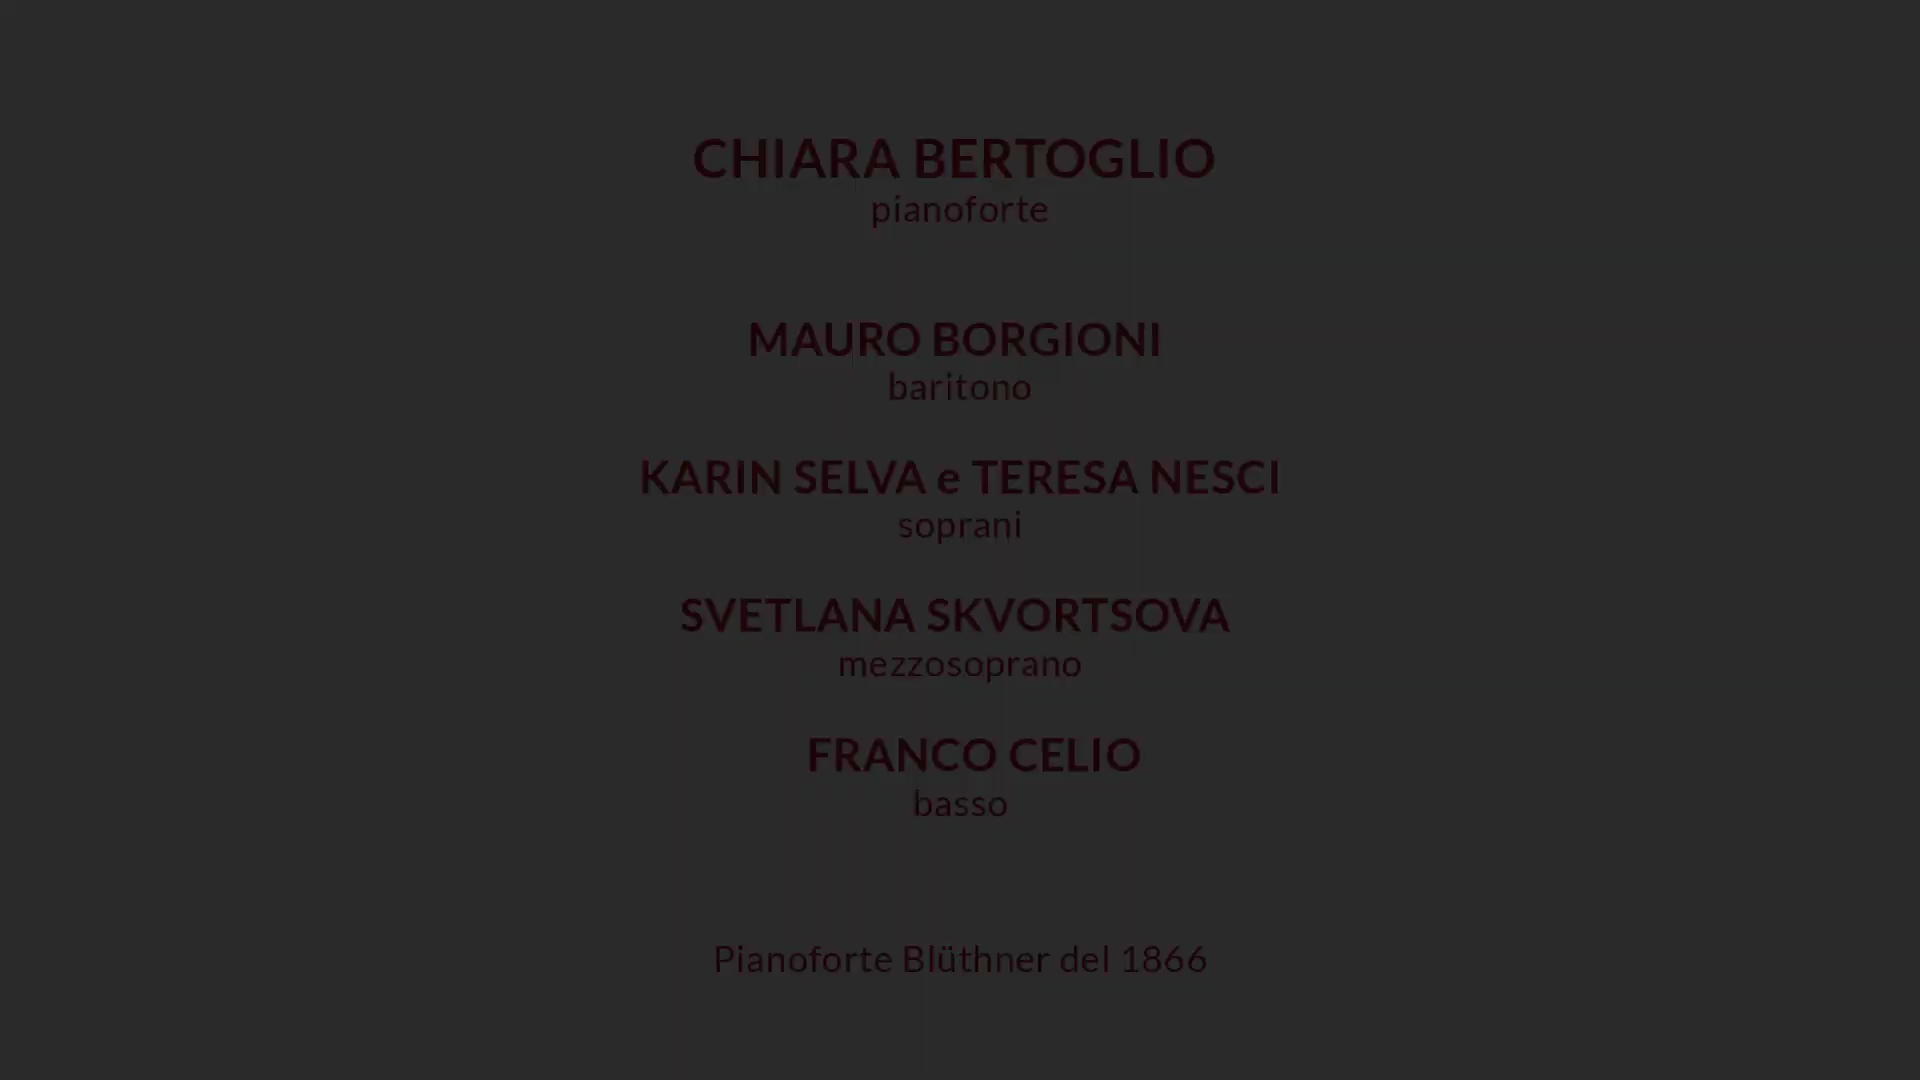 CHIARA BERTOGLIO
pianoforte
MAURO BORGIONI
baritono
KARIN SELVA e TERESA NESCI
soprani
SVETLANA SKVORTSOVA
mezzosoprano
FRANCO CELIO
basso
Pianoforte Blüthner del 1866